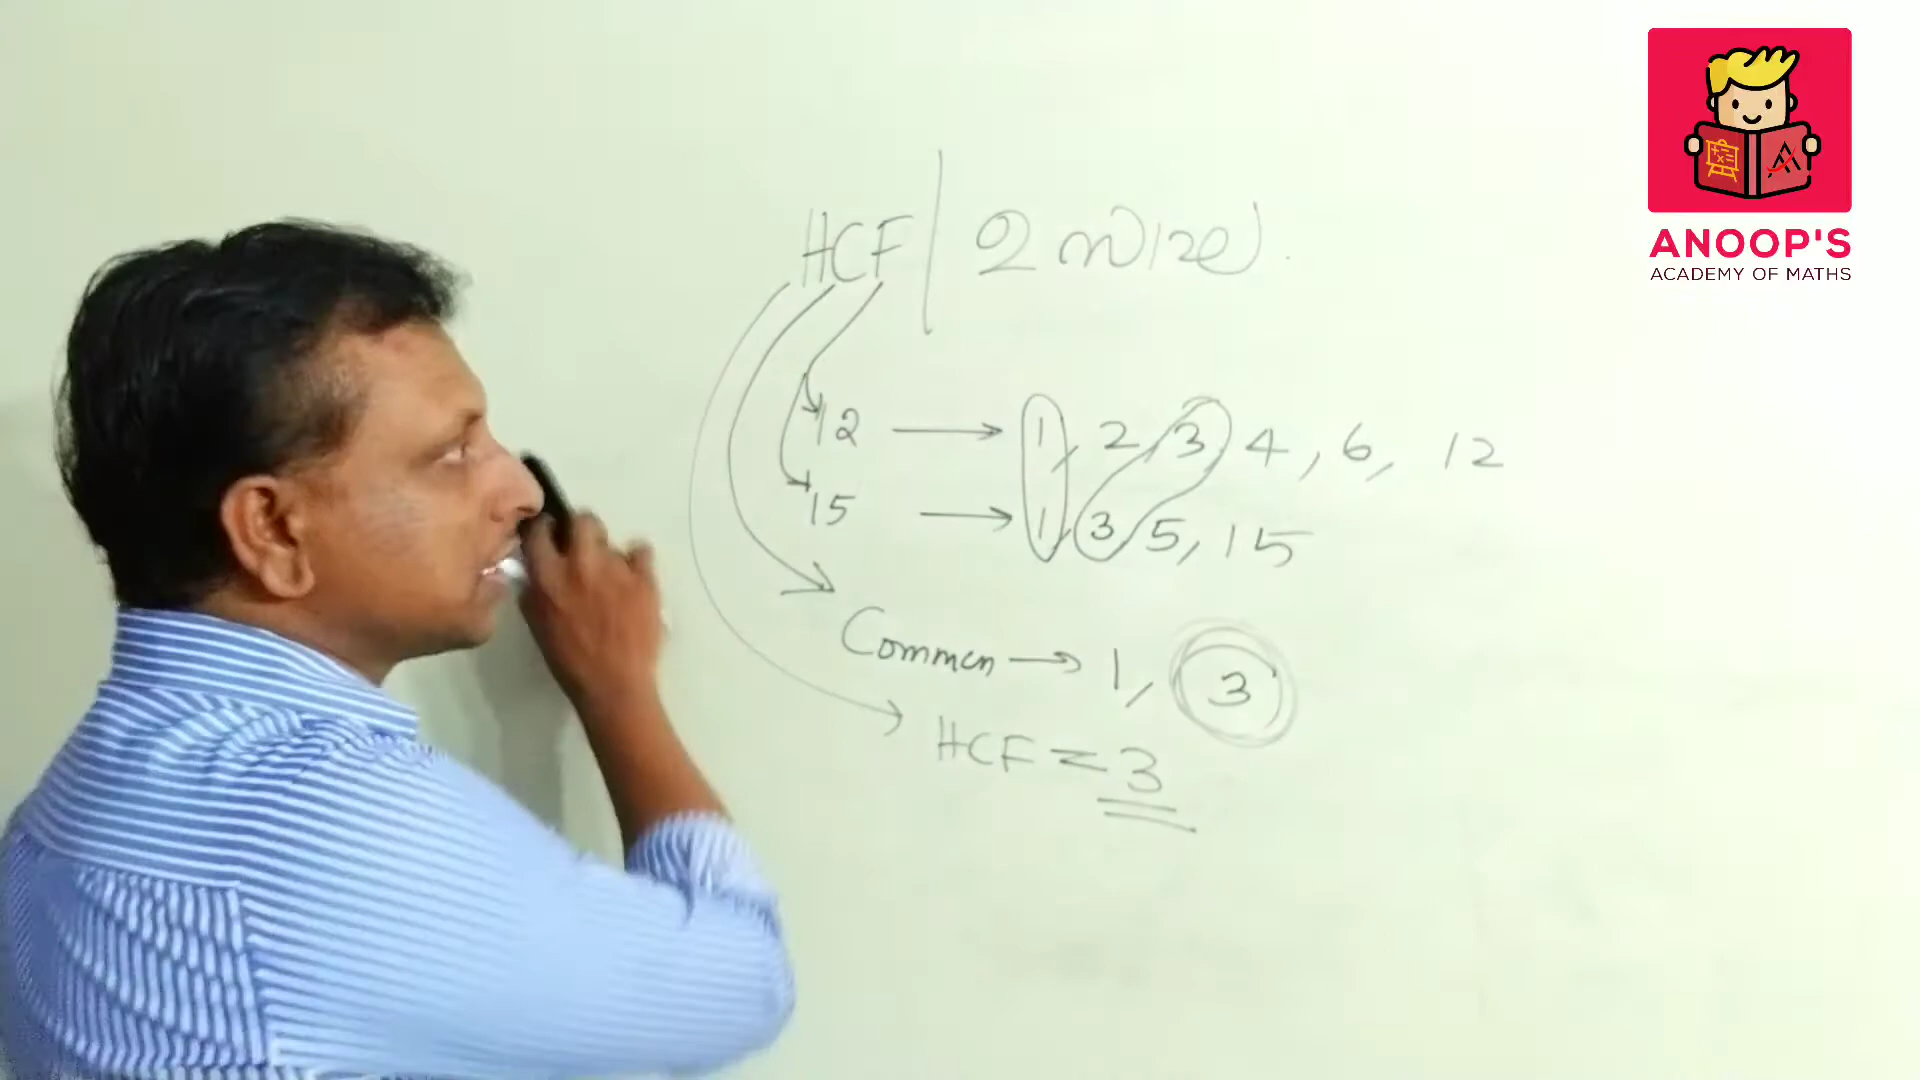 HCF | ഉസാഘ.
12 → 1, 2, 3, 4, 6, 12
15 → 1, 3, 5, 15
Common → 1, 3
HCF = 3
ANOOP'S
ACADEMY OF MATHS